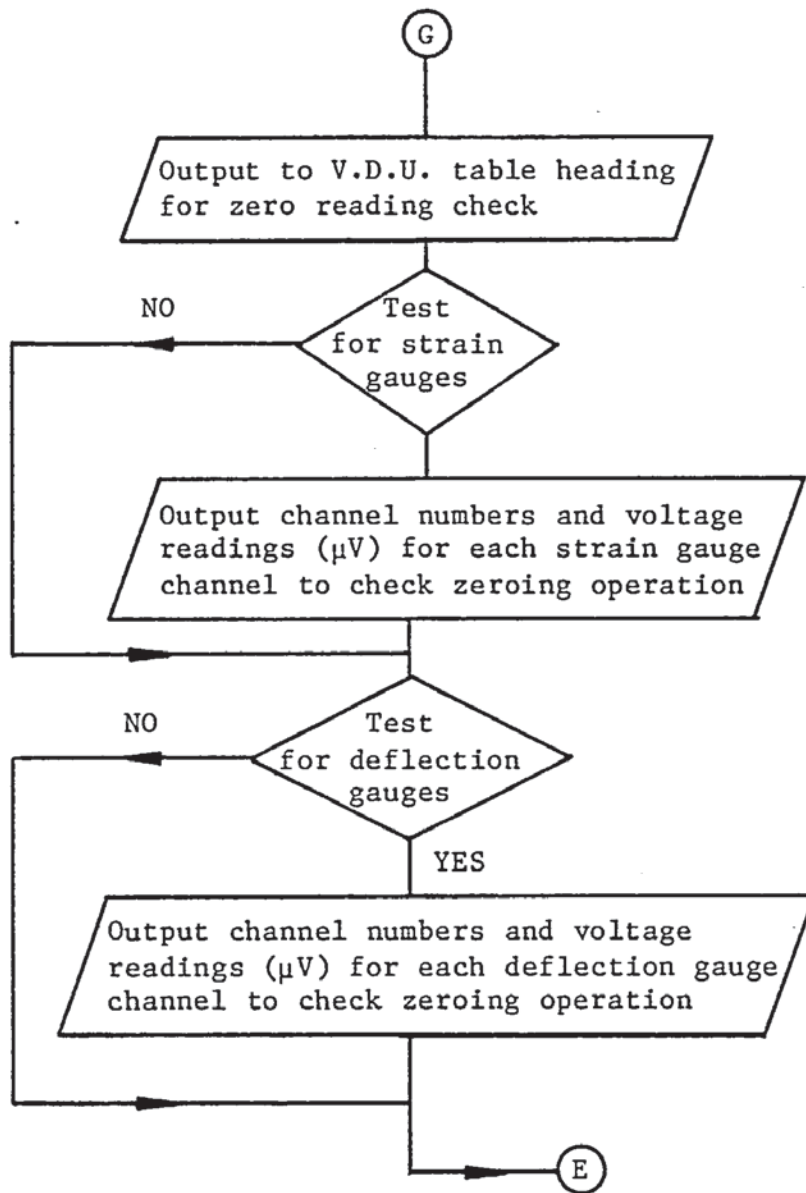 G
Output to V.D.U. table heading
for zero reading check
NO
Test
for strain
gauges
Output channel numbers and voltage
readings (μV) for each strain gauge
channel to check zeroing operation
NO
Test
for deflection
gauges
YES
Output channel numbers and voltage
readings (μV) for each deflection gauge
channel to check zeroing operation
E